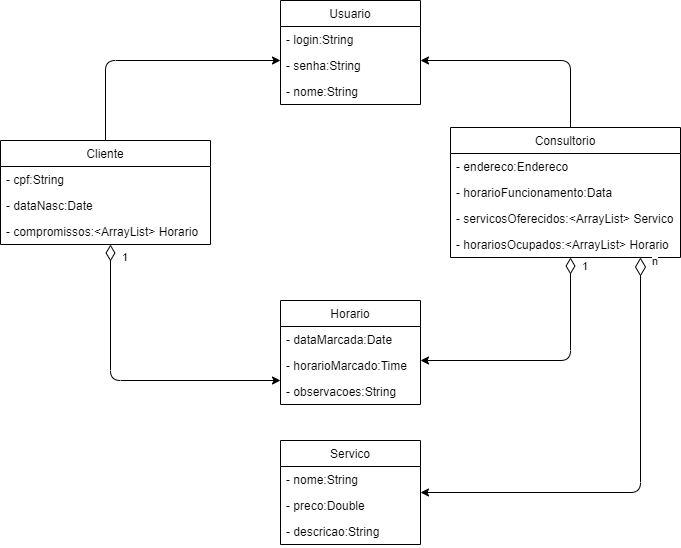 Usuario
- login:String
- senha:String
- nome:String
Cliente
- cpf:String
- dataNasc:Date
- compromissos:<ArrayList> Horario
1
Consultorio
- endereco:Endereco
- horarioFuncionamento:Data
- servicosOferecidos:<ArrayList> Servico
- horariosOcupados:<ArrayList> Horario
1
n
Horario
- dataMarcada:Date
- horarioMarcado:Time
- observacoes:String
Servico
- nome:String
- preco:Double
- descricao:String